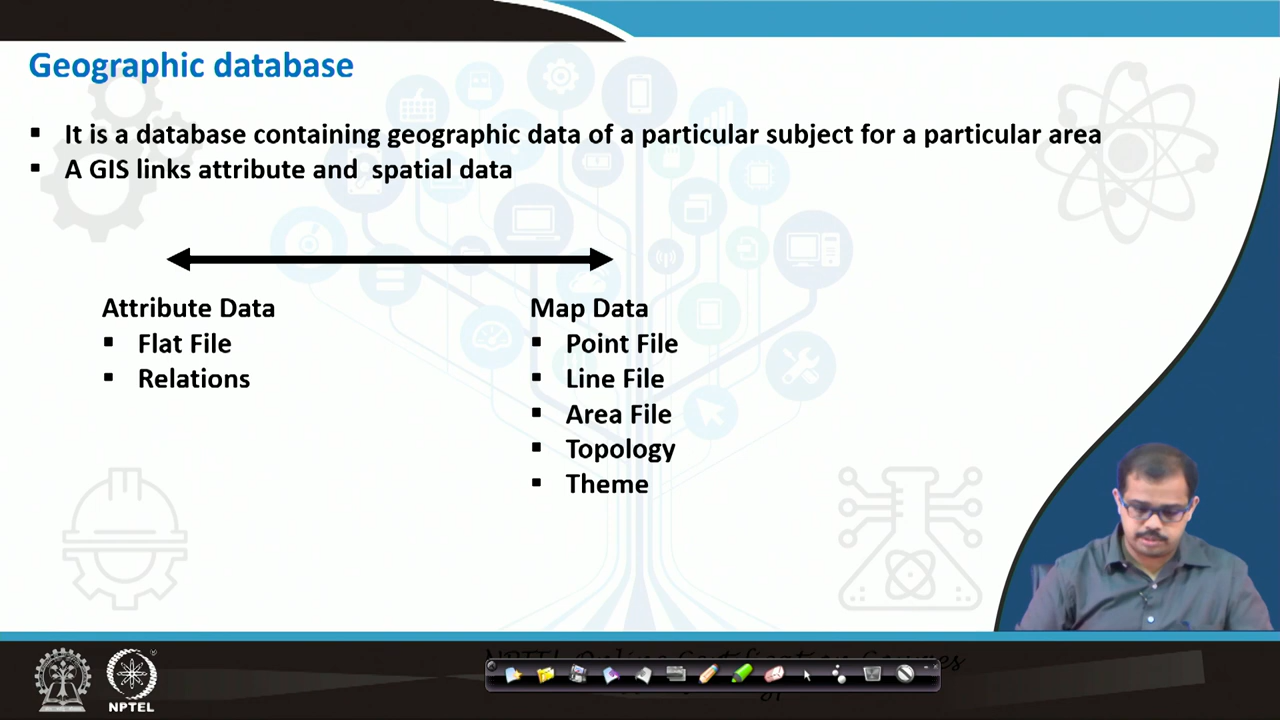 Geographic database
▪ It is a database containing geographic data of a particular subject for a particular area
▪ A GIS links attribute and spatial data
Attribute Data
▪ Flat File
▪ Relations
Map Data
▪ Point File
▪ Line File
▪ Area File
▪ Topology
▪ Theme
NPTEL